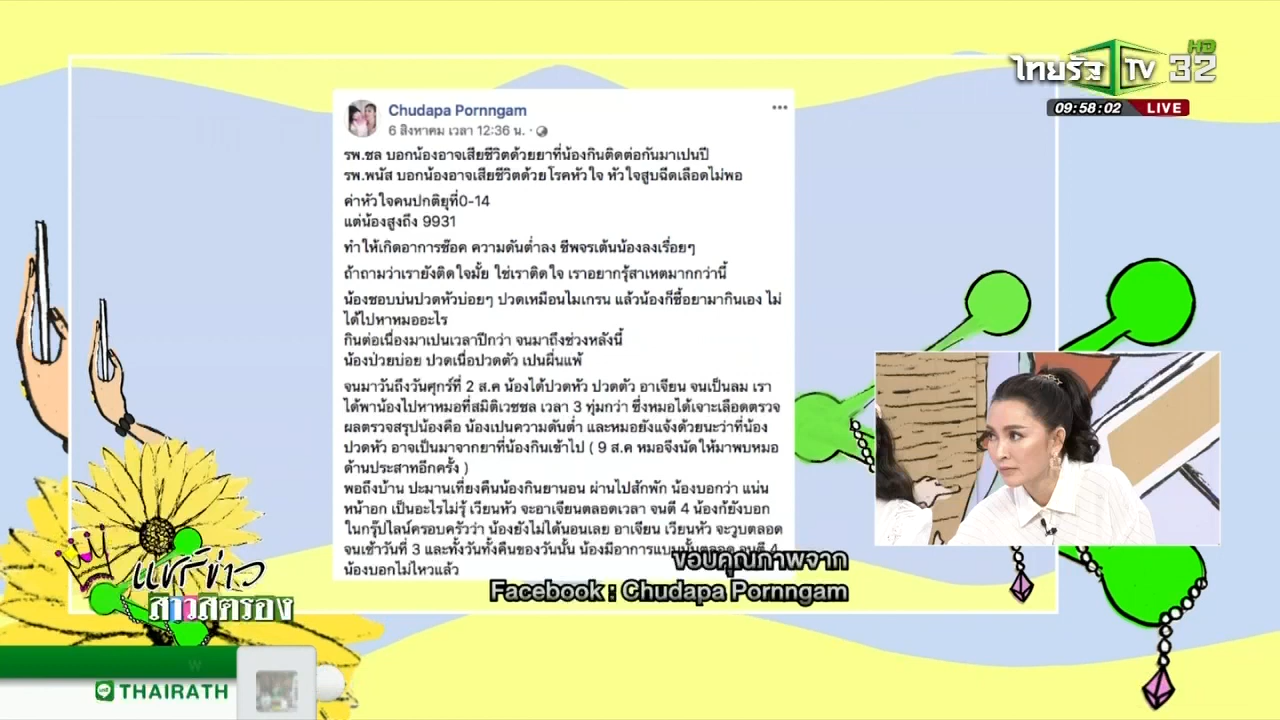 ไทยรัฐ TV HD 32
09:58:02 LIVE
Chudapa Pornngam
6 สิงหาคม เวลา 12:36 น. ·
รพ.ชล บอกน้องอาจเสียชีวิตด้วยยาที่น้องกินติดต่อกันมาเปนปี
รพ.พนัส บอกน้องอาจเสียชีวิตด้วยโรคหัวใจ หัวใจสูบฉีดเลือดไม่พอ
ค่าหัวใจคนปกติยุที่0-14
แต่น้องสูงถึง 9931
ทำให้เกิดอาการช๊อค ความดันต่ำลง ชีพจรเต้นน้องลงเรื่อยๆ
ถ้าถามว่าเรายังติดใจมั้ย ใช่เราติดใจ เราอยากรุ้สาเหตมากกว่านี้
น้องชอบบ่นปวดหัวบ่อยๆ ปวดเหมือนไมเกรน แล้วน้องก็ซื้อยามากินเอง ไม่
ได้ไปหาหมออะไร
กินต่อเนื่องมาเปนเวลาปีกว่า จนมาถึงช่วงหลังนี้
น้องป่วยบ่อย ปวดเนื่อปวดตัว เปนผื่นแพ้
จนมาวันถึงวันศุกร์ที่ 2 ส.ค น้องได้ปวดหัว ปวดตัว อาเจียน จนเป็นลม เรา
ได้พาน้องไปหาหมอที่สมิติเวชชล เวลา 3 ทุ่มกว่า ซึ่งหมอได้เจาะเลือดตรวจ
ผลตรวจสรุปน้องคือ น้องเปนความดันต่ำ และหมอยังแจ้งด้วยนะว่าที่น้อง
ปวดหัว อาจเป็นมาจากยาที่น้องกินเข้าไป ( 9 ส.ค หมอจึงนัดให้มาพบหมอ
ด้านประสาทอีกครั้ง )
พอถึงบ้าน ปะมานเที่ยงคืนน้องกินยานอน ผ่านไปสักพัก น้องบอกว่า แน่น
หน้าอก เป็นอะไรไม่รุ้ เวียนหัว จะอาเจียนตลอดเวลา จนตี 4 น้องก้ยังบอก
ในกรุ๊ปไลน์ครอบครัวว่า น้องยังไม่ได้นอนเลย อาเจียน เวียนหัว จะวูบตลอด
จนเช้าวันที่ 3 และทั้งวันทั้งคืนของวันนั้น น้องมีอาการแบบนั้นตลอด จนตี 4
น้องบอกไม่ไหวแล้ว
ขอบคุณภาพจาก
Facebook : Chudapa Pornngam
แชร์ข่าว
สาวสตรอง
THAIRATH